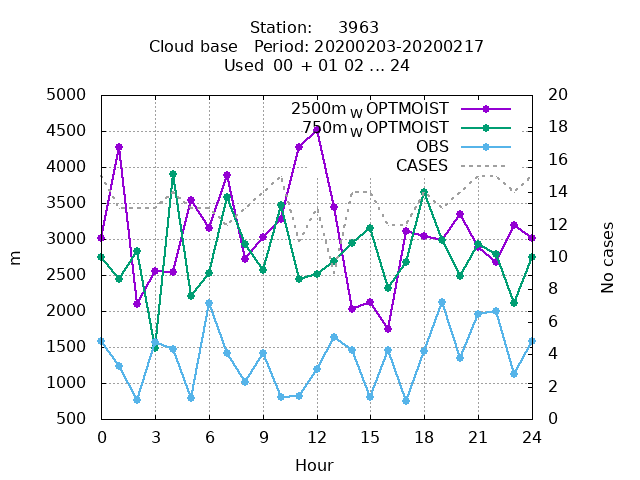 Station: 3963
Cloud base Period: 20200203-20200217
Used 00 + 01 02 ... 24
5000 20
4500 18
4000 16
3500 14
3000 12
2500 10
2000 8
1500 6
1000 4
500 2
0
2500m W OPTMOIST
750m W OPTMOIST
OBS
CASES
m
No cases
0 3 6 9 12 15 18 21 24
Hour